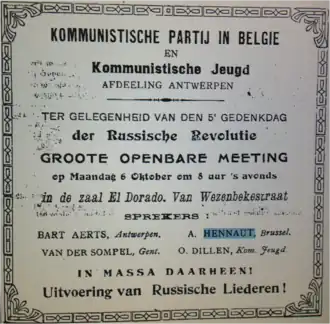 KOMMUNISTISCHE PARTIJ IN BELGIE
EN
Kommunistische Jeugd
AFDEELING ANTWERPEN
TER GELEGENHEID VAN DEN 5e GEDENKDAG
der Russische Revolutie
GROOTE OPENBARE MEETING
op Maandag 6 Oktober om 8 uur 's avonds
in de zaal El Dorado. Van Wezenbekestraat
SPREKERS :
BART AERTS, Antwerpen, A. HENNAUT, Brussel.
VAN DER SOMPEL, Gent. O. DILLEN, Kom. Jeugd
IN MASSA DAARHEEN!
Uitvoering van Russische Liederen!